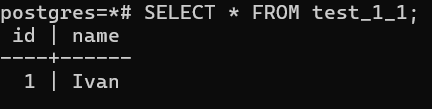 postgres=*# SELECT * FROM test_1_1;
 id | name
----+------
  1 | Ivan